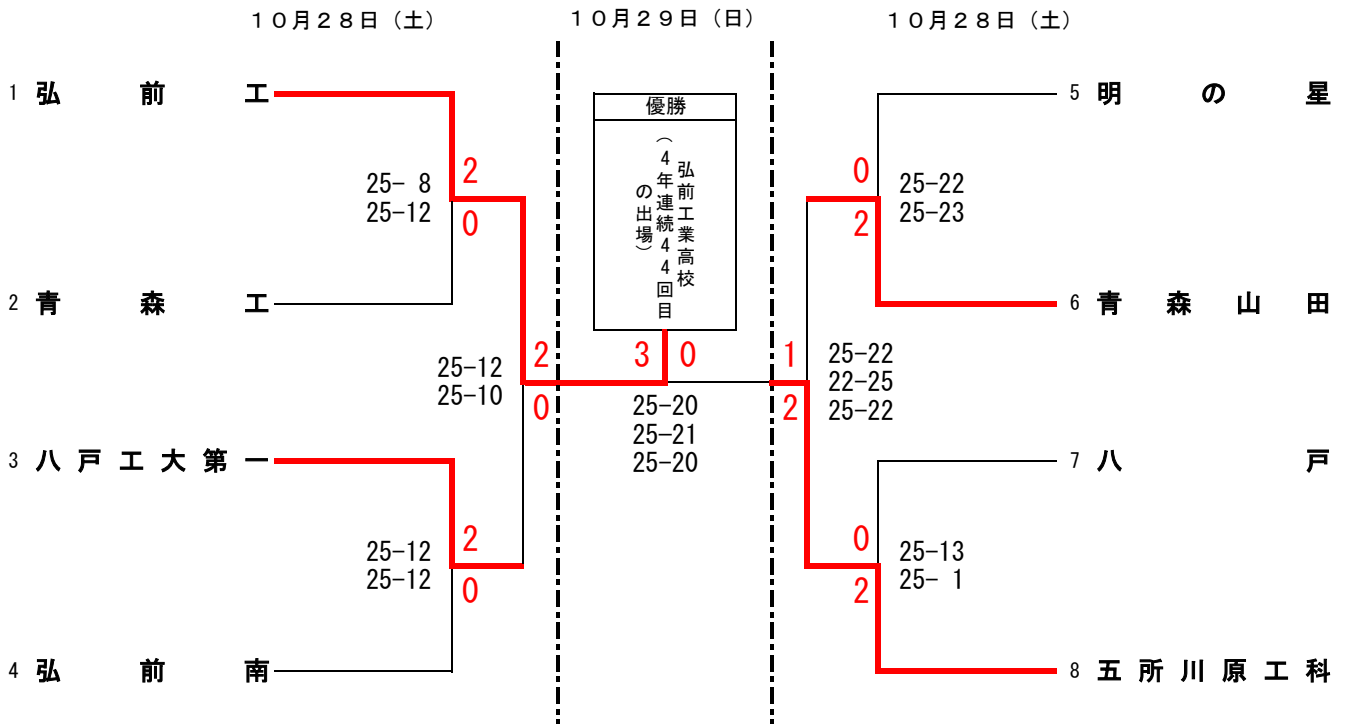 10月28日（土）
10月29日（日）
10月28日（土）
1 弘前工
2 青森工
3 八戸工大第一
4 弘前南
25- 8
25-12
2
0
25-12
25-10
2
0
25-12
25-12
2
0
優勝
弘前工業高校
（4年連続44回目
の出場）
3 0
25-20
25-21
25-20
5 明の星
6 青森山田
7 八戸
8 五所川原工科
0
2
25-22
25-23
1
2
25-22
22-25
25-22
0
2
25-13
25- 1